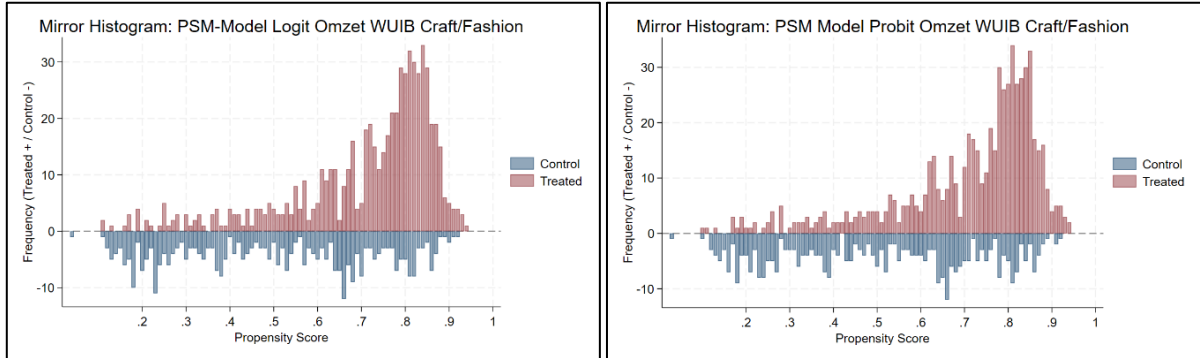 Mirror Histogram: PSM-Model Logit Omzet WUIB Craft/Fashion
Frequency (Treated + / Control -)
30
20
10
0
-10
.2 .3 .4 .5 .6 .7 .8 .9 1
Propensity Score
Control
Treated
Mirror Histogram: PSM Model Probit Omzet WUIB Craft/Fashion
Frequency (Treated + / Control -)
30
20
10
0
-10
.2 .3 .4 .5 .6 .7 .8 .9 1
Propensity Score
Control
Treated